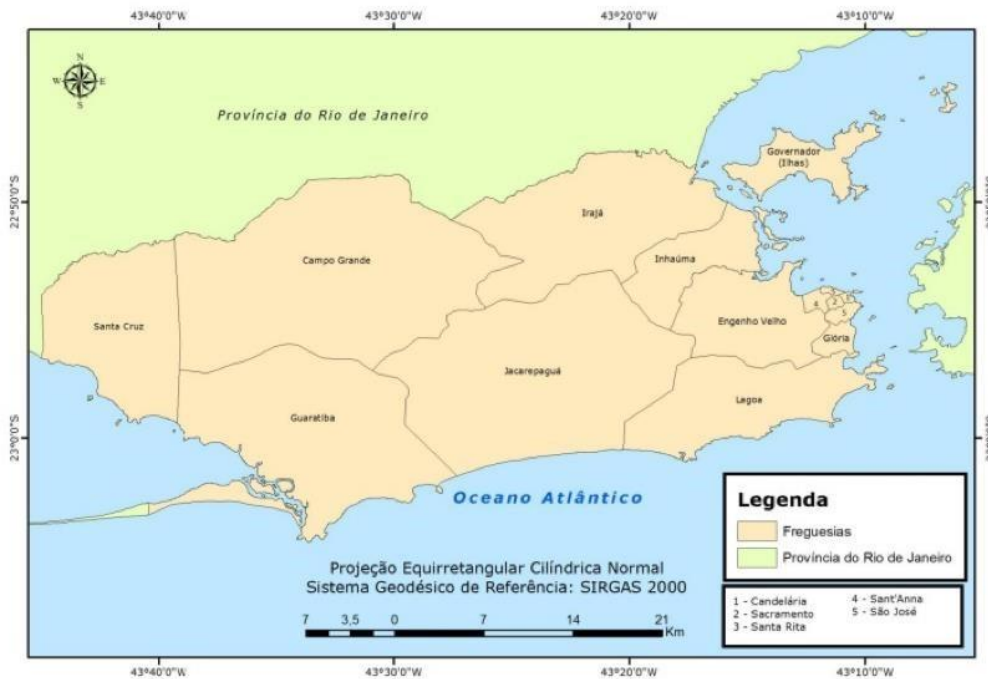 43°40'0"W 43°30'0"W 43°20'0"W 43°10'0"W
N
W E
S
Província do Rio de Janeiro
Governador
(Ilhas)
22°50'0"S
Irajá
Campo Grande
Inhaúma
Santa Cruz
Engenho Velho
4 2
5
Glória
Jacarepaguá
Lagoa
Guaratiba
23°0'0"S
Oceano Atlântico
Legenda
Freguesias
Província do Rio de Janeiro
Projeção Equirretangular Cilíndrica Normal
Sistema Geodésico de Referência: SIRGAS 2000
7 3,5 0 7 14 21
Km
1 - Candelária 4 - Sant'Anna
2 - Sacramento 5 - São José
3 - Santa Rita
43°40'0"W 43°30'0"W 43°20'0"W 43°10'0"W